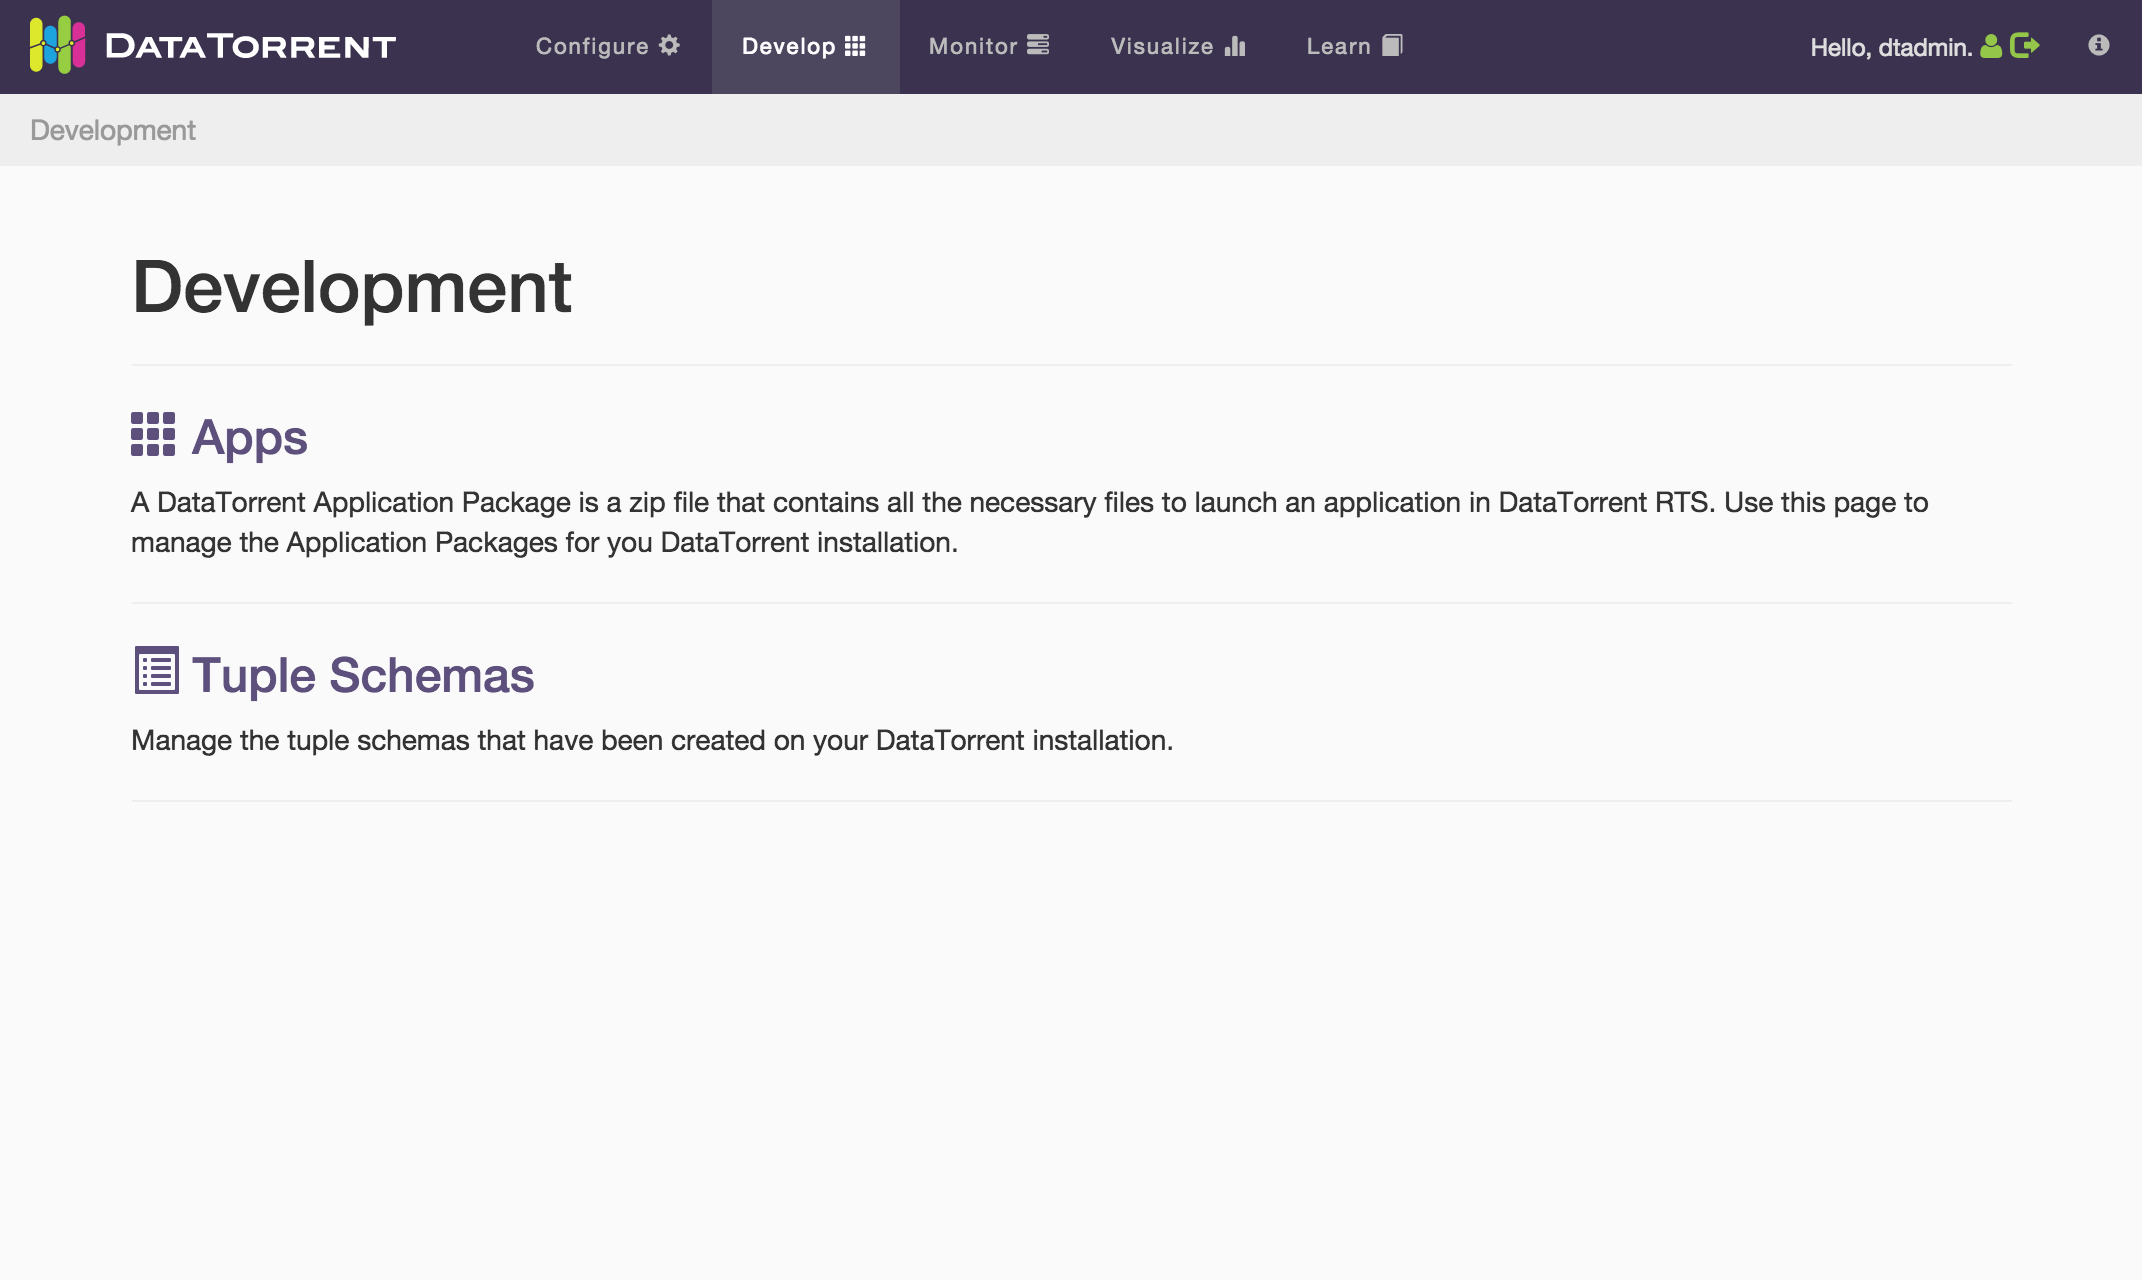 DATATORRENT
Configure
Develop
Monitor
Visualize
Learn
Hello, dtadmin.
Development
Development
Apps
A DataTorrent Application Package is a zip file that contains all the necessary files to launch an application in DataTorrent RTS. Use this page to
manage the Application Packages for you DataTorrent installation.
Tuple Schemas
Manage the tuple schemas that have been created on your DataTorrent installation.